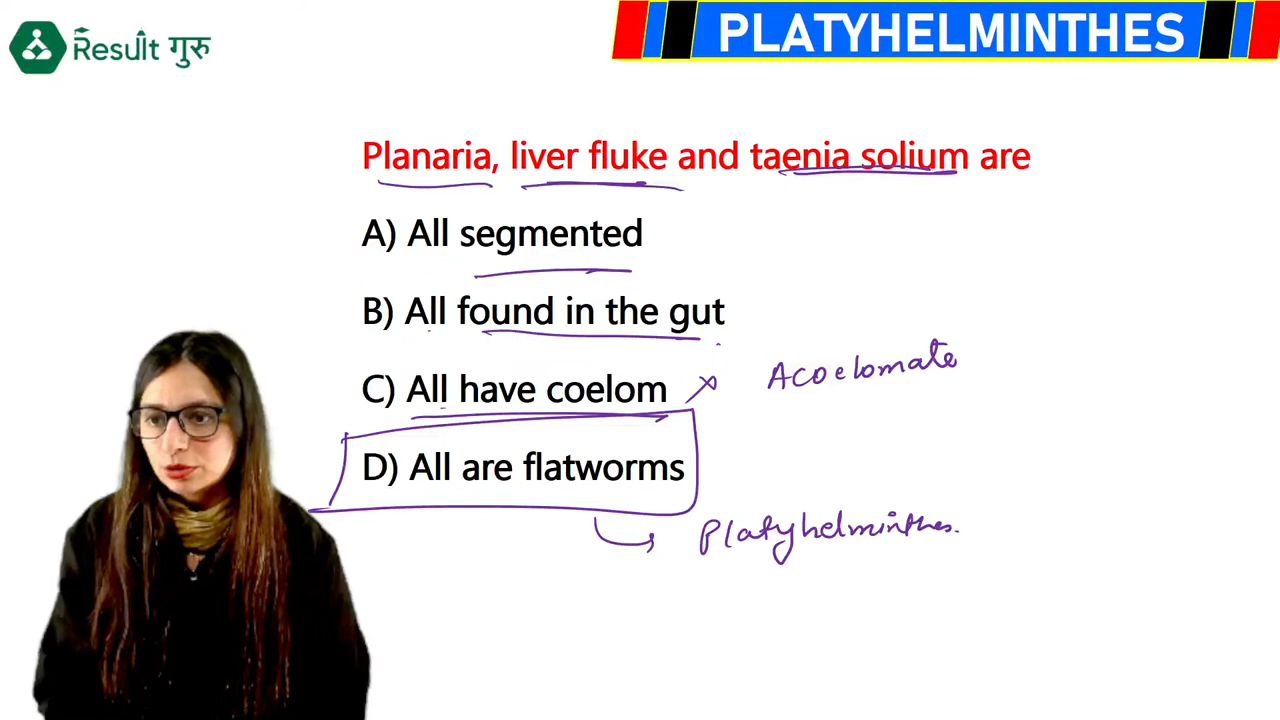 Result गुरु
PLATYHELMINTHES
Planaria, liver fluke and taenia solium are
A) All segmented
B) All found in the gut
C) All have coelom
Acoelomate
D) All are flatworms
Platyhelminthes.